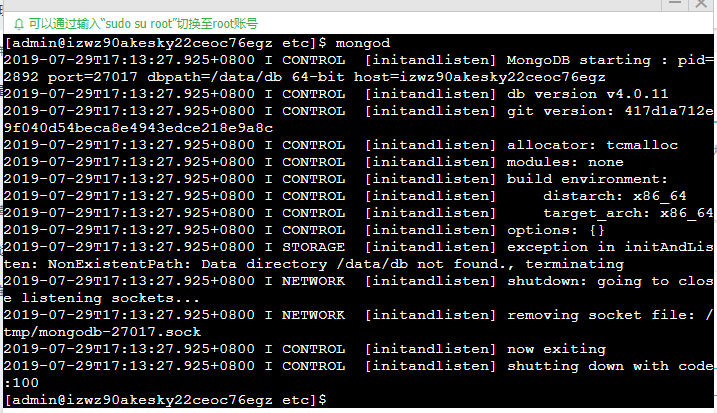 可以通过输入“sudo su root”切换至root账号
[admin@izwz90akesky22ceoc76egz etc]$ mongod
2019-07-29T17:13:27.925+0800 I CONTROL  [initandlisten] MongoDB starting : pid=
2892 port=27017 dbpath=/data/db 64-bit host=izwz90akesky22ceoc76egz
2019-07-29T17:13:27.925+0800 I CONTROL  [initandlisten] db version v4.0.11
2019-07-29T17:13:27.925+0800 I CONTROL  [initandlisten] git version: 417d1a712e
9f040d54beca8e4943edce218e9a8c
2019-07-29T17:13:27.925+0800 I CONTROL  [initandlisten] allocator: tcmalloc
2019-07-29T17:13:27.925+0800 I CONTROL  [initandlisten] modules: none
2019-07-29T17:13:27.925+0800 I CONTROL  [initandlisten] build environment:
2019-07-29T17:13:27.925+0800 I CONTROL  [initandlisten]     distarch: x86_64
2019-07-29T17:13:27.925+0800 I CONTROL  [initandlisten]     target_arch: x86_64
2019-07-29T17:13:27.925+0800 I CONTROL  [initandlisten] options: {}
2019-07-29T17:13:27.925+0800 I STORAGE  [initandlisten] exception in initAndLis
ten: NonExistentPath: Data directory /data/db not found., terminating
2019-07-29T17:13:27.925+0800 I NETWORK  [initandlisten] shutdown: going to clos
e listening sockets...
2019-07-29T17:13:27.925+0800 I NETWORK  [initandlisten] removing socket file: /
tmp/mongodb-27017.sock
2019-07-29T17:13:27.925+0800 I CONTROL  [initandlisten] now exiting
2019-07-29T17:13:27.925+0800 I CONTROL  [initandlisten] shutting down with code
:100
[admin@izwz90akesky22ceoc76egz etc]$